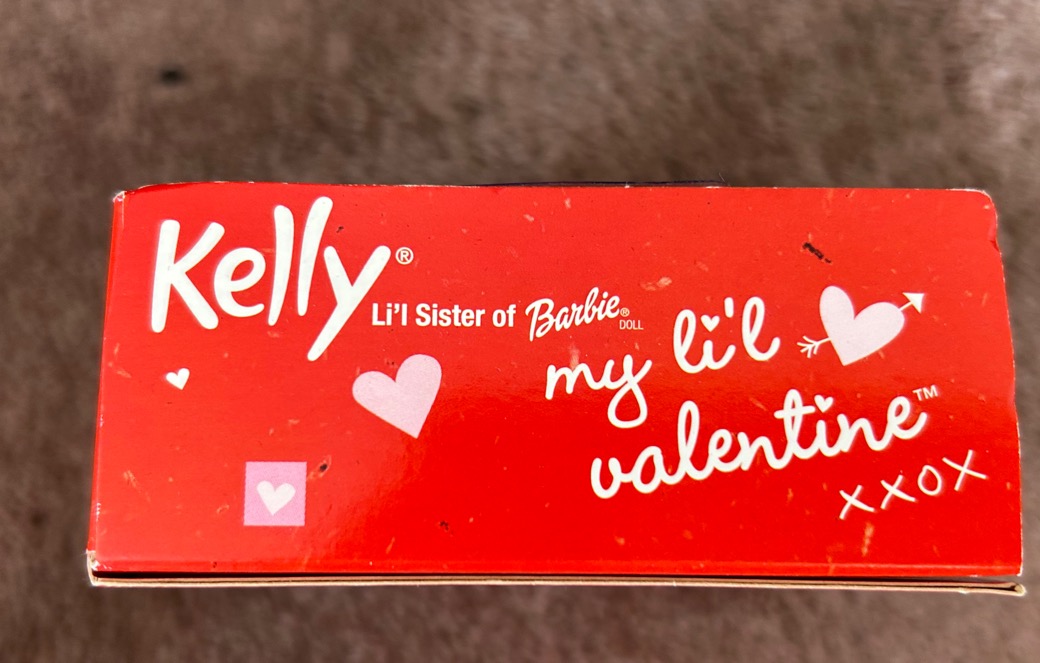 Kelly®
Li'l Sister of Barbie® DOLL
my li'l
valentine™
XXOX